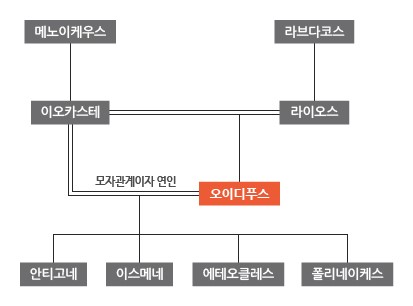 메노이케우스
라브다코스
이오카스테
라이오스
모자관계이자 연인
오이디푸스
안티고네
이스메네
에테오클레스
폴리네이케스